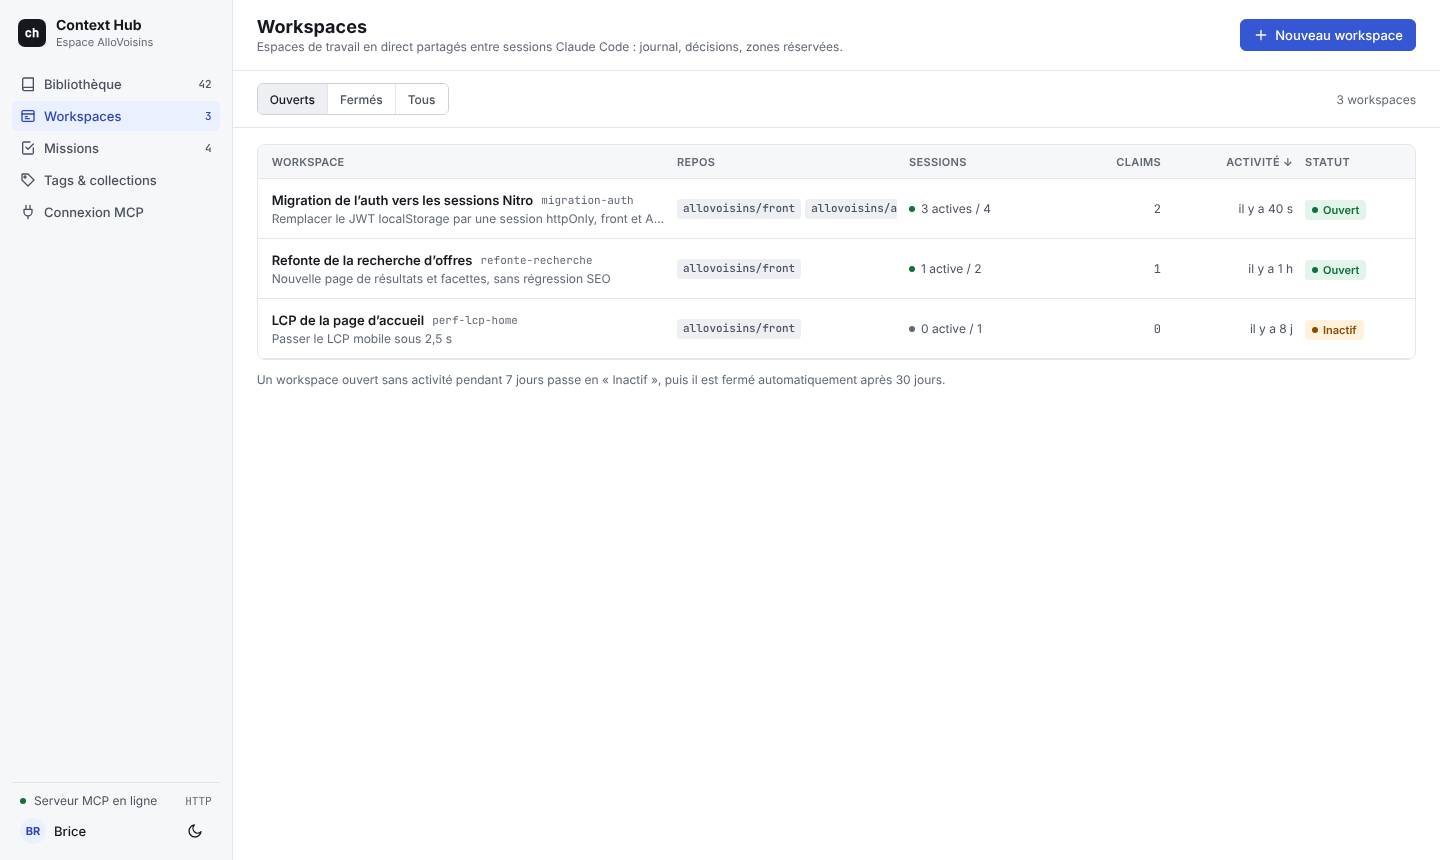 ch Context Hub
Espace AlloVoisins
Bibliothèque 42
Workspaces 3
Missions 4
Tags & collections
Connexion MCP
Serveur MCP en ligne HTTP
BR Brice
Workspaces
Espaces de travail en direct partagés entre sessions Claude Code : journal, décisions, zones réservées.
+ Nouveau workspace
Ouverts Fermés Tous
3 workspaces
WORKSPACE REPOS SESSIONS CLAIMS ACTIVITÉ ↓ STATUT
Migration de l’auth vers les sessions Nitro migration-auth
Remplacer le JWT localStorage par une session httpOnly, front et A…
allovoisins/front allovoisins/a 3 actives / 4 2 il y a 40 s Ouvert
Refonte de la recherche d’offres refonte-recherche
Nouvelle page de résultats et facettes, sans régression SEO
allovoisins/front 1 active / 2 1 il y a 1 h Ouvert
LCP de la page d’accueil perf-lcp-home
Passer le LCP mobile sous 2,5 s
allovoisins/front 0 active / 1 0 il y a 8 j Inactif
Un workspace ouvert sans activité pendant 7 jours passe en « Inactif », puis il est fermé automatiquement après 30 jours.